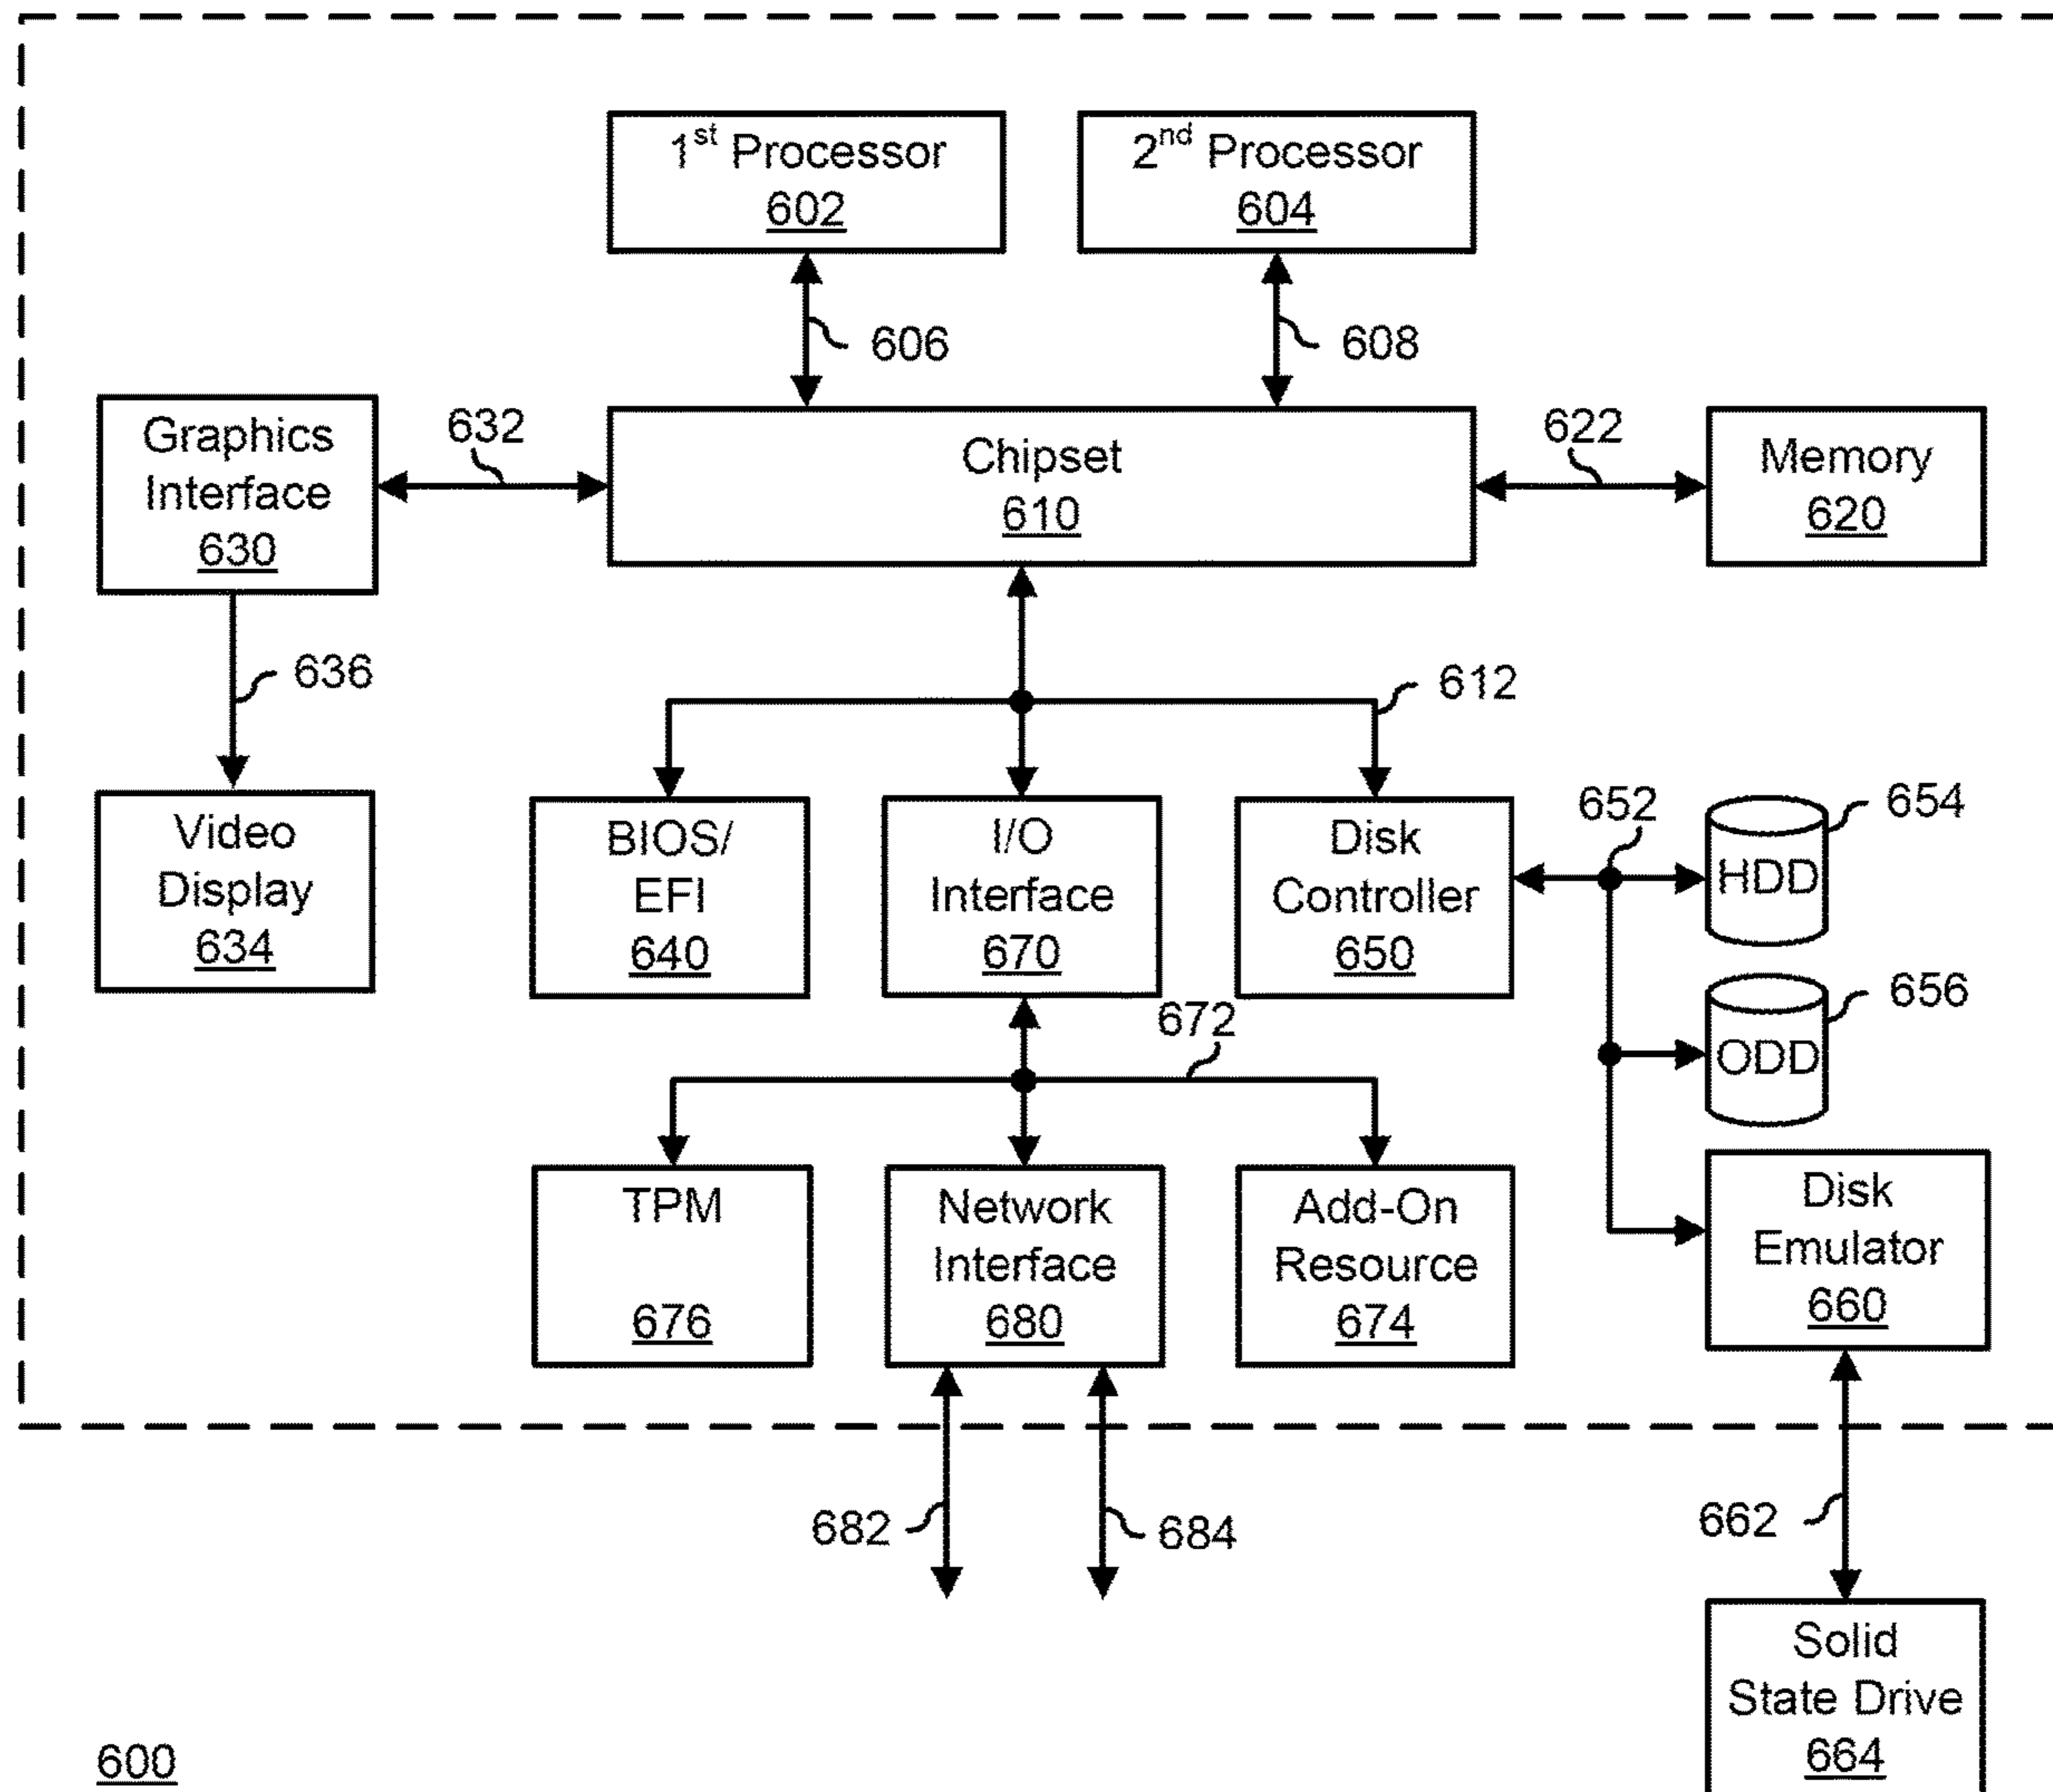 1st Processor
602
2nd Processor
604
606
608
Graphics
Interface
630
632
Chipset
610
622
Memory
620
636
612
Video
Display
634
BIOS/
EFI
640
I/O
Interface
670
Disk
Controller
650
652
HDD
654
ODD
656
672
TPM
676
Network
Interface
680
Add-On
Resource
674
Disk
Emulator
660
682
684
662
Solid
State Drive
664
600